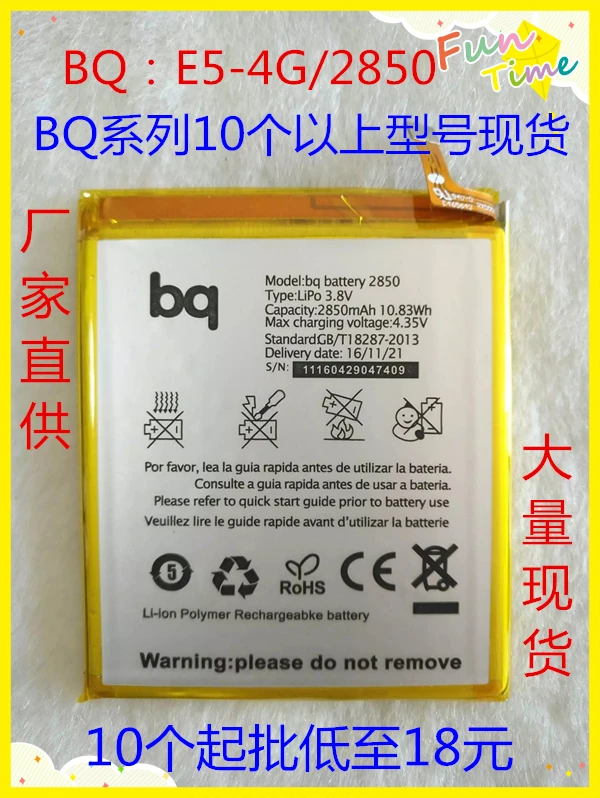 Fun
Time
BQ：E5-4G/2850
BQ系列10个以上型号现货
厂家直供
bq
Model:bq battery 2850
Type:LiPo 3.8V
Capacity:2850mAh 10.83Wh
Max charging voltage:4.35V
Standard:GB/T18287-2013
Delivery date: 16/11/21
S/N: 11160429047409
Por favor, lea la guia rapida antes de utilizar la bateria.
Consulte a guia rapida antes de usar a bateria.
Please refer to quick start guide prior to battery use
Veuillez lire le guide rapide avant d'utiliser la batterie
5
RoHS
CE
Li-ion Polymer Rechargeabke battery
Warning:please do not remove
大量现货
10个起批低至18元